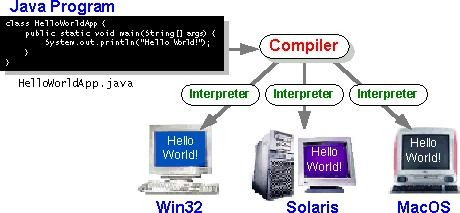 Java Program
class HelloWorldApp {
public static void main(String[] args) {
System.out.println("Hello World!");
}
}
HelloWorldApp.java
Compiler
Interpreter
Interpreter
Interpreter
Hello
World!
Hello
World!
Hello
World!
Win32
Solaris
MacOS